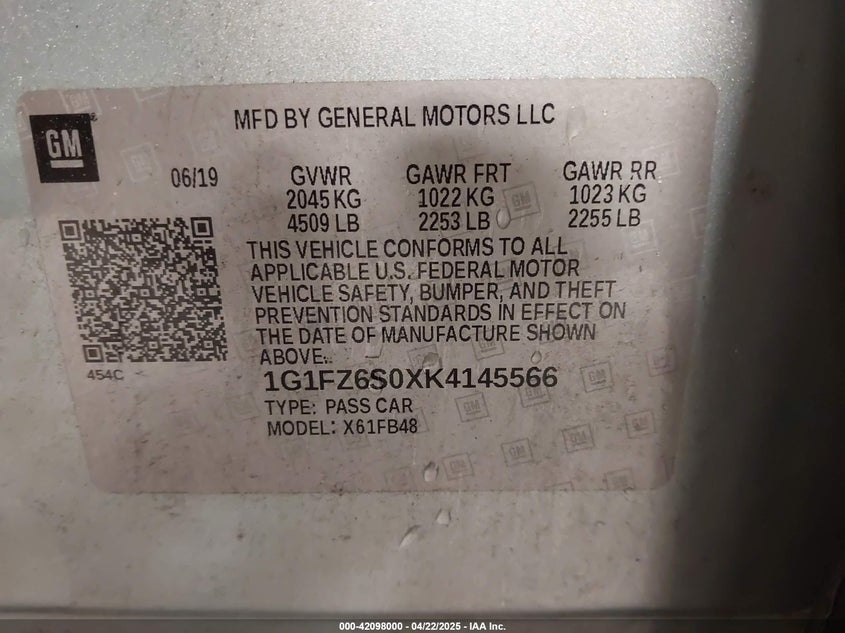 MFD BY GENERAL MOTORS LLC
GM
06/19
GVWR GAWR FRT GAWR RR
2045 KG 1022 KG 1023 KG
4509 LB 2253 LB 2255 LB
THIS VEHICLE CONFORMS TO ALL
APPLICABLE U.S. FEDERAL MOTOR
VEHICLE SAFETY, BUMPER, AND THEFT
PREVENTION STANDARDS IN EFFECT ON
THE DATE OF MANUFACTURE SHOWN
ABOVE.
454C
1G1FZ6S0XK4145566
TYPE: PASS CAR
MODEL: X61FB48
000-42098000 - 04/22/2025 - IAA Inc.